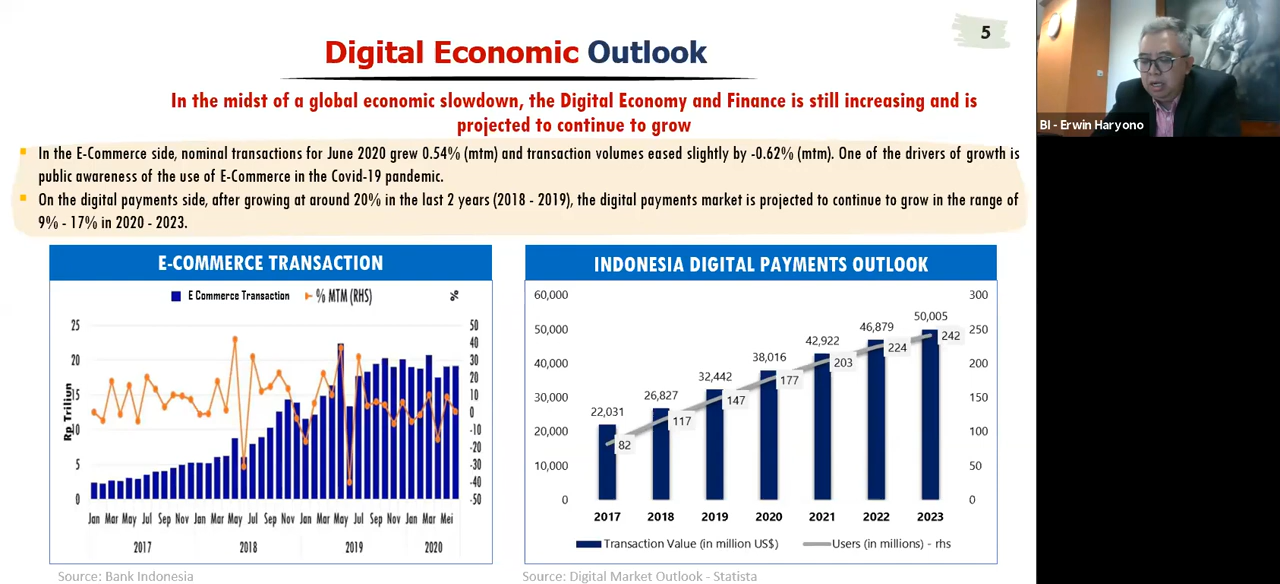 5
Digital Economic Outlook
In the midst of a global economic slowdown, the Digital Economy and Finance is still increasing and is
projected to continue to grow
In the E-Commerce side, nominal transactions for June 2020 grew 0.54% (mtm) and transaction volumes eased slightly by -0.62% (mtm). One of the drivers of growth is
public awareness of the use of E-Commerce in the Covid-19 pandemic.
On the digital payments side, after growing at around 20% in the last 2 years (2018 - 2019), the digital payments market is projected to continue to grow in the range of
9% - 17% in 2020 - 2023.
E-COMMERCE TRANSACTION
E Commerce Transaction % MTM (RHS) %
Rp Triliun
25 50
40
20 30
20
15 10
0
10 -10
-20
5 -30
-40
0 -50
Jan Mar May Jul Sep Nov Jan Mar May Jul Sep Nov Jan Mar May Jul Sep Nov Jan Mar Mei
2017 2018 2019 2020
Source: Bank Indonesia
INDONESIA DIGITAL PAYMENTS OUTLOOK
60,000 300
50,000 250
40,000 200
30,000 150
20,000 100
10,000 50
0 0
22,031 26,827 32,442 38,016 42,922 46,879 50,005
82 117 147 177 203 224 242
2017 2018 2019 2020 2021 2022 2023
Transaction Value (in million US$) Users (in millions) - rhs
Source: Digital Market Outlook - Statista
BI - Erwin Haryono